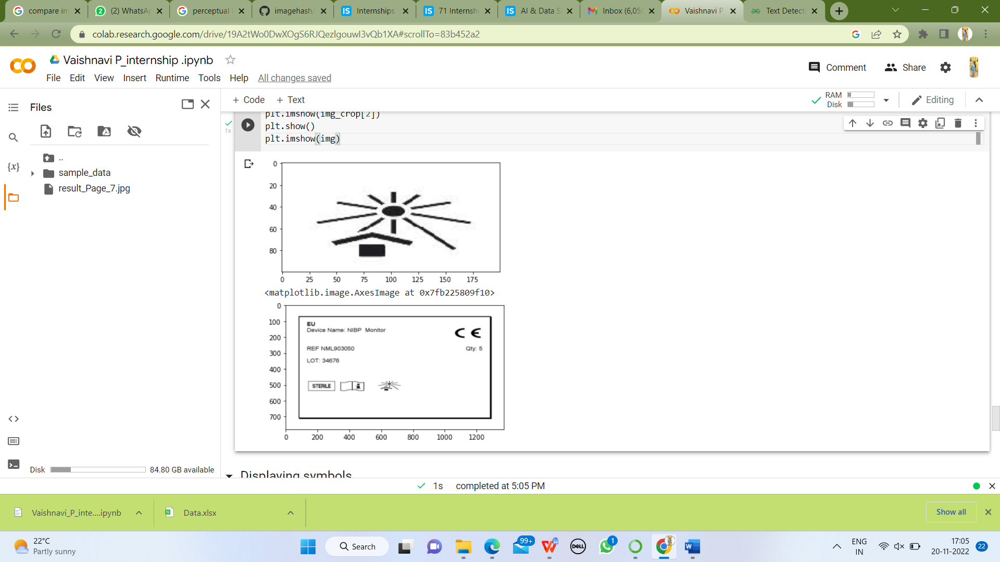 compare im
(2) WhatsA
perceptual
imagehash/
Internships
71 Internsh
AI & Data S
Inbox (6,056
Vaishnavi P
Text Detect
colab.research.google.com/drive/19A2tWo0DwXOgS6RJQezIgouwI3vQb1XA#scrollTo=83b452a2
Vaishnavi P_internship .ipynb
Comment
Share
File Edit View Insert Runtime Tools Help All changes saved
Files
+ Code + Text
RAM
Disk
Editing
plt.imshow(img_crop[2])
plt.show()
plt.imshow(img)
1s
{x}
..
sample_data
result_Page_7.jpg
0
20
40
60
80
0 25 50 75 100 125 150 175
<matplotlib.image.AxesImage at 0x7fb225809f10>
0
100
200
300
400
500
600
700
EU
Device Name: NIBP Monitor
CE
REF NML903050
Qty: 5
LOT: 34676
STERILE
i
0 200 400 600 800 1000 1200
Disk
84.80 GB available
Displaying symbols
1s completed at 5:05 PM
Vaishnavi_P_inte....ipynb
Data.xlsx
Show all
22°C
Partly sunny
Search
99+
DELL
1
ENG
IN
17:05
20-11-2022
22